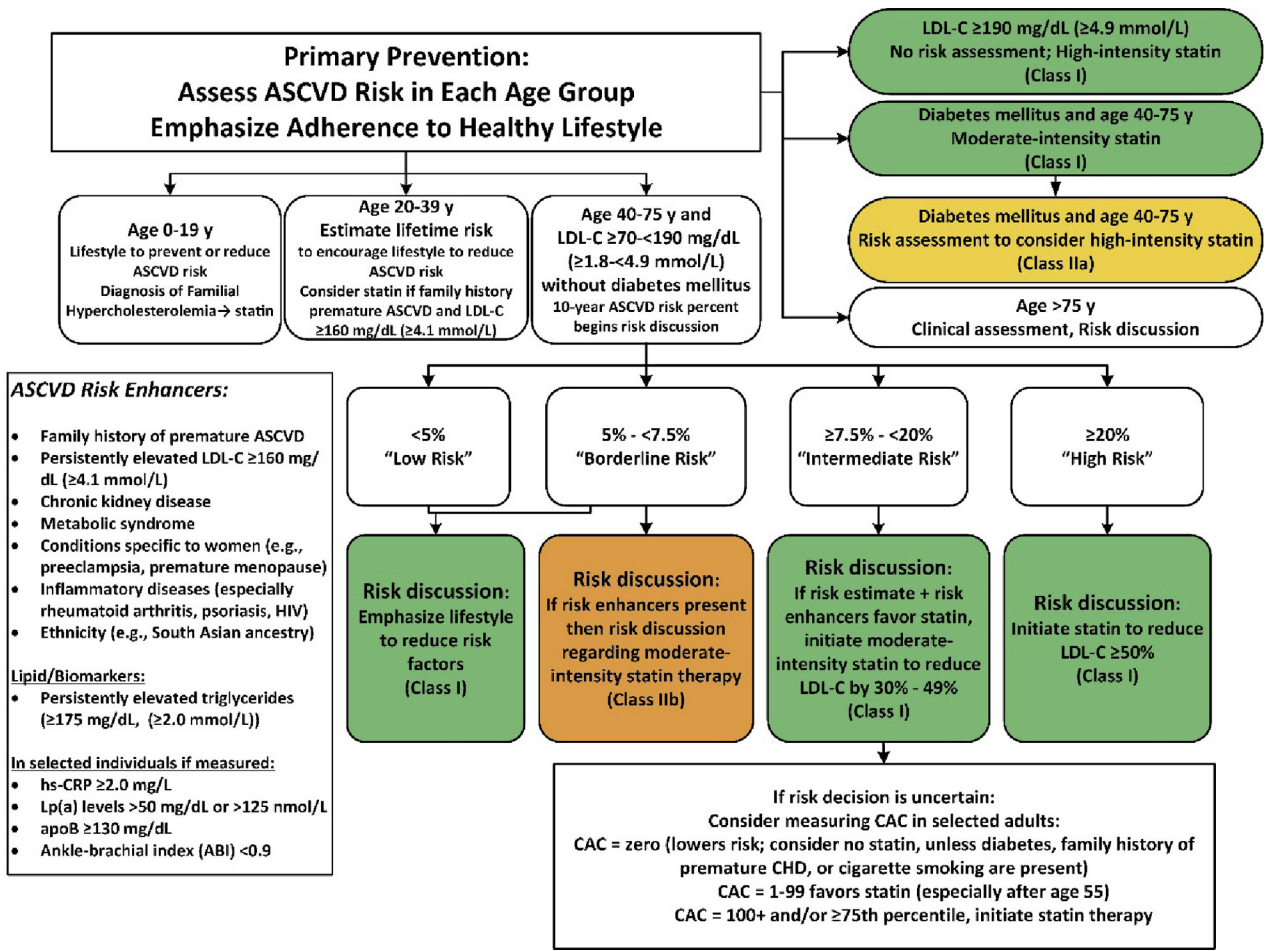 Primary Prevention:
Assess ASCVD Risk in Each Age Group
Emphasize Adherence to Healthy Lifestyle
LDL-C ≥190 mg/dL (≥4.9 mmol/L)
No risk assessment; High-intensity statin
(Class I)
Diabetes mellitus and age 40-75 y
Moderate-intensity statin
(Class I)
Diabetes mellitus and age 40-75 y
Risk assessment to consider high-intensity statin
(Class IIa)
Age >75 y
Clinical assessment, Risk discussion
Age 0-19 y
Lifestyle to prevent or reduce
ASCVD risk
Diagnosis of Familial
Hypercholesterolemia→ statin
Age 20-39 y
Estimate lifetime risk
to encourage lifestyle to reduce
ASCVD risk
Consider statin if family history
premature ASCVD and LDL-C
≥160 mg/dL (≥4.1 mmol/L)
Age 40-75 y and
LDL-C ≥70-<190 mg/dL
(≥1.8-<4.9 mmol/L)
without diabetes mellitus
10-year ASCVD risk percent
begins risk discussion
ASCVD Risk Enhancers:
• Family history of premature ASCVD
• Persistently elevated LDL-C ≥160 mg/
dL (≥4.1 mmol/L)
• Chronic kidney disease
• Metabolic syndrome
• Conditions specific to women (e.g.,
preeclampsia, premature menopause)
• Inflammatory diseases (especially
rheumatoid arthritis, psoriasis, HIV)
• Ethnicity (e.g., South Asian ancestry)
Lipid/Biomarkers:
• Persistently elevated triglycerides
(≥175 mg/dL, (≥2.0 mmol/L))
In selected individuals if measured:
• hs-CRP ≥2.0 mg/L
• Lp(a) levels >50 mg/dL or >125 nmol/L
• apoB ≥130 mg/dL
• Ankle-brachial index (ABI) <0.9
<5%
“Low Risk”
5% - <7.5%
“Borderline Risk”
≥7.5% - <20%
“Intermediate Risk”
≥20%
“High Risk”
Risk discussion:
Emphasize lifestyle
to reduce risk
factors
(Class I)
Risk discussion:
If risk enhancers present
then risk discussion
regarding moderate-
intensity statin therapy
(Class IIb)
Risk discussion:
If risk estimate + risk
enhancers favor statin,
initiate moderate-
intensity statin to reduce
LDL-C by 30% - 49%
(Class I)
Risk discussion:
Initiate statin to reduce
LDL-C ≥50%
(Class I)
If risk decision is uncertain:
Consider measuring CAC in selected adults:
CAC = zero (lowers risk; consider no statin, unless diabetes, family history of
premature CHD, or cigarette smoking are present)
CAC = 1-99 favors statin (especially after age 55)
CAC = 100+ and/or ≥75th percentile, initiate statin therapy